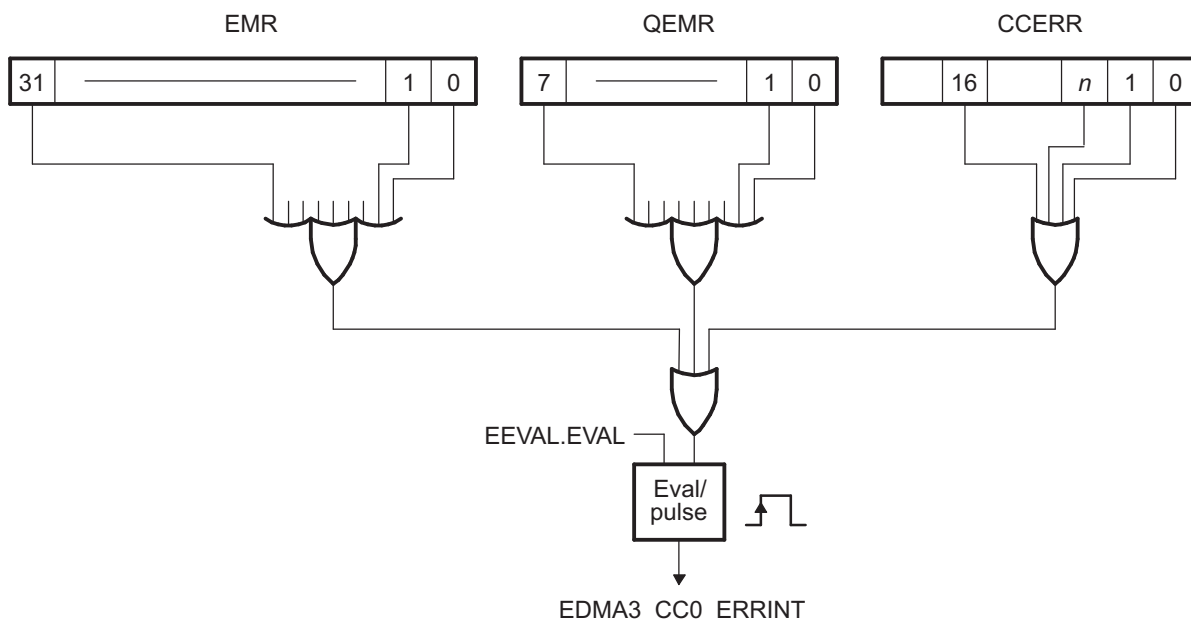 EMR QEMR CCERR
31 1 0 7 1 0 16 n 1 0
EEVAL.EVAL
Eval/
pulse
EDMA3 CC0 ERRINT